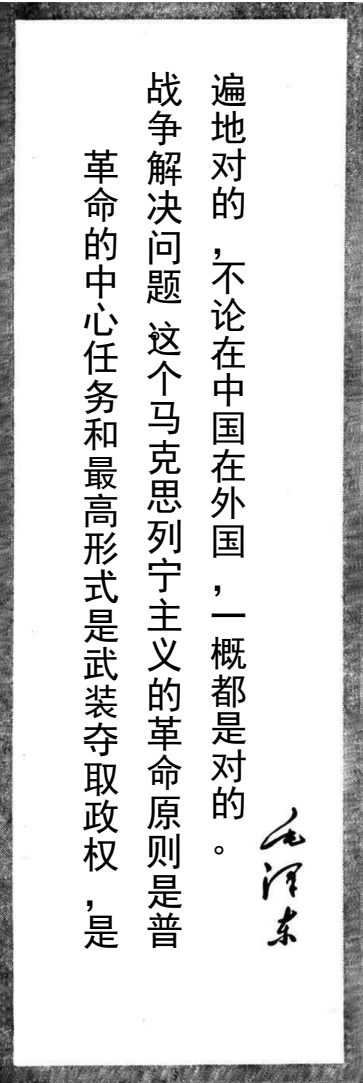 革命的中心任务和最高形式是武装夺取政权，是
战争解决问题。这个马克思列宁主义的革命原则是普
遍地对的，不论在中国在外国，一概都是对的。
毛泽东